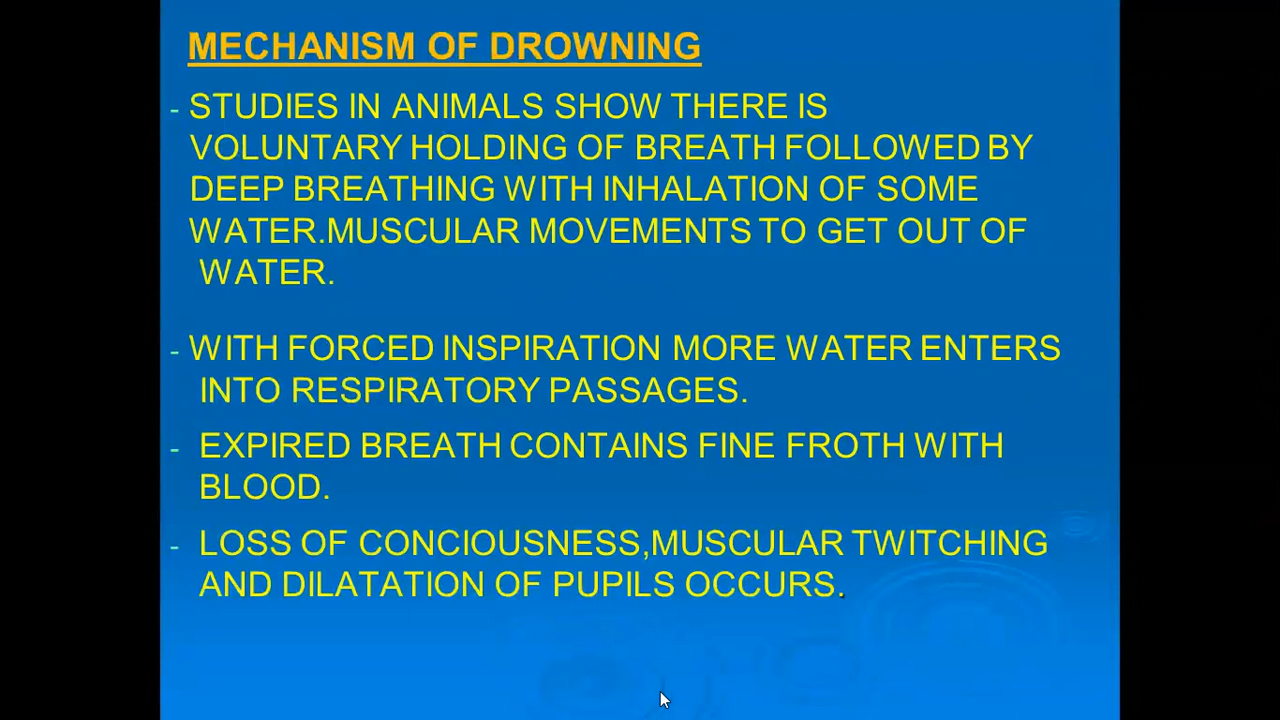 MECHANISM OF DROWNING
- STUDIES IN ANIMALS SHOW THERE IS
VOLUNTARY HOLDING OF BREATH FOLLOWED BY
DEEP BREATHING WITH INHALATION OF SOME
WATER.MUSCULAR MOVEMENTS TO GET OUT OF
WATER.
- WITH FORCED INSPIRATION MORE WATER ENTERS
INTO RESPIRATORY PASSAGES.
- EXPIRED BREATH CONTAINS FINE FROTH WITH
BLOOD.
- LOSS OF CONCIOUSNESS,MUSCULAR TWITCHING
AND DILATATION OF PUPILS OCCURS.